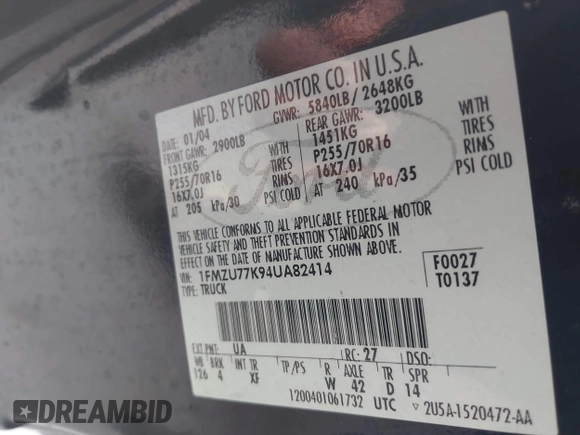 MFD. BY FORD MOTOR CO. IN U.S.A.
DATE: 01/04 GVWR: 5840LB/ 2648KG
FRONT GAWR: 2900LB REAR GAWR: 3200LB
1315KG WITH 1451KG WITH
P255/70R16 TIRES P255/70R16 TIRES
16X7.0J RIMS 16X7.0J RIMS
AT 205 kPa/30 PSI COLD AT 240 kPa/35 PSI COLD
Ford
THIS VEHICLE CONFORMS TO ALL APPLICABLE FEDERAL MOTOR
VEHICLE SAFETY AND THEFT PREVENTION STANDARDS IN
EFFECT ON THE DATE OF MANUFACTURE SHOWN ABOVE.
VIN: 1FMZU77K94UA82414 F0027
TYPE: TRUCK T0137
EXT PNT: UA RC: 27 DSO:
WB BRK INT TR TP/PS R AXLE TR SPR
126 4 XF W 42 D 14
1200401061732 UTC 2U5A-1520472-AA
DREAMBID